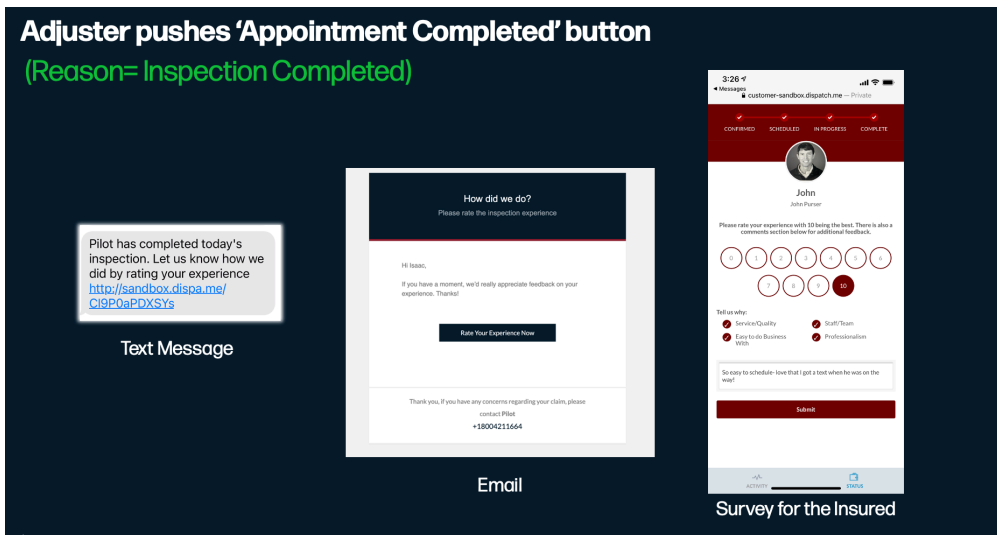 Adjuster pushes ‘Appointment Completed’ button
(Reason= Inspection Completed)
Pilot has completed today's
inspection. Let us know how we
did by rating your experience
http://sandbox.dispa.me/
CI9P0aPDXSYs
Text Message
How did we do?
Please rate the inspection experience
Hi Isaac,
If you have a moment, we'd really appreciate feedback on your
experience. Thanks!
Rate Your Experience Now
Thank you, If you have any concerns regarding your claim, please
contact Pilot
+18004211664
Email
3:26
Messages
customer-sandbox.dispatch.me — Private
CONFIRMED SCHEDULED IN PROGRESS COMPLETE
John
John Purser
Please rate your experience with 10 being the best. There is also a
comments section below for additional feedback.
0 1 2 3 4 5 6
7 8 9 10
Tell us why:
Service/Quality Staff/Team
Easy to do Business Professionalism
With
So easy to schedule- love that I got a text when he was on the
way!
Submit
ACTIVITY STATUS
Survey for the Insured